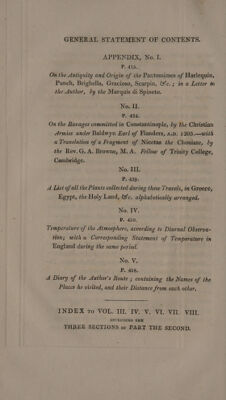 GENERAL STATEMENT OF CONTENTS.
APPENDIX, No. I.
P. 415.
On the Antiquity and Origin of the Pantomimes of Harlequin,
Punch, Brighella, Gracioso, Scarpin, &c.; in a Letter to
the Author, by the Marquis di Spineto.
No. II.
P. 424.
On the Ravages committed in Constantinople, by the Christian
Armies under Baldwyn Earl of Flanders, A.D. 1205.—with
a Translation of a Fragment of Nicetas the Choniate, by
the Rev. G. A. Browne, M. A. Fellow of Trinity College,
Cambridge.
No. III.
P. 439.
A List of all the Plants collected during these Travels, in Greece,
Egypt, the Holy Land, &c. alphabetically arranged.
No. IV.
P. 450.
Temperature of the Atmosphere, according to Diurnal Observa-
tion; with a Corresponding Statement of Temperature in
England during the same period.
No. V.
P. 458.
A Diary of the Author's Route; containing the Names of the
Places he visited, and their Distance from each other.
INDEX TO VOL. III. IV. V. VI. VII. VIII.
INCLUDING THE
THREE SECTIONS OF PART THE SECOND.